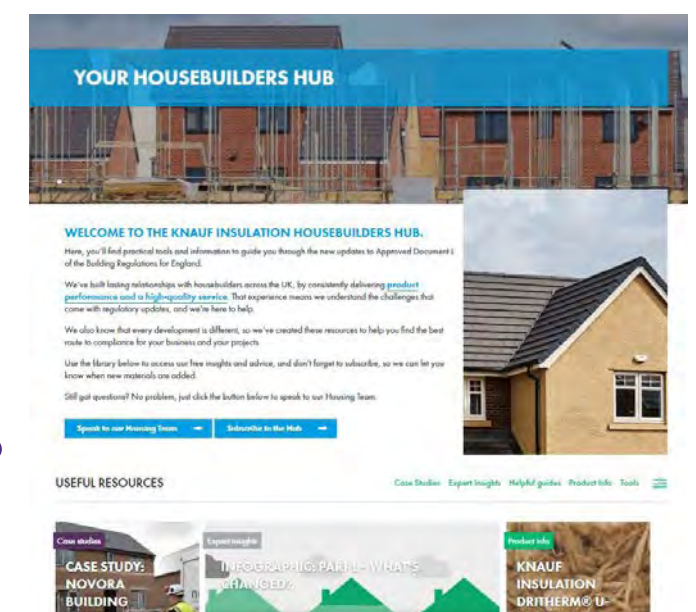 YOUR HOUSEBUILDERS HUB
WELCOME TO THE KNAUF INSULATION HOUSEBUILDERS HUB.
Here, you'll find practical tools and information to guide you through the new updates to Approved Document L
of the Building Regulations for England.
We've built lasting relationships with housebuilders across the UK, by consistently delivering product
performance and a high-quality service. That experience means we understand the challenges that
come with regulatory updates, and we're here to help.
We also know that every development is different, so we've created these resources to help you find the best
route to compliance for your business and your projects.
Use the library below to access our free insights and advice, and don't forget to subscribe, so we can let you
know when new materials are added.
Still got questions? No problem, just click the button below to speak to our Housing Team.
Speak to our Housing Team Subscribe to the Hub
USEFUL RESOURCES
Case Studies Expert Insights Helpful guides Product Info Tools
Case studies Expert Insights Product info
CASE STUDY: INFOGRAPHIC: PART L - WHAT'S KNAUF
NOVORA CHANGED? INSULATION
BUILDING DRITHERM® U-